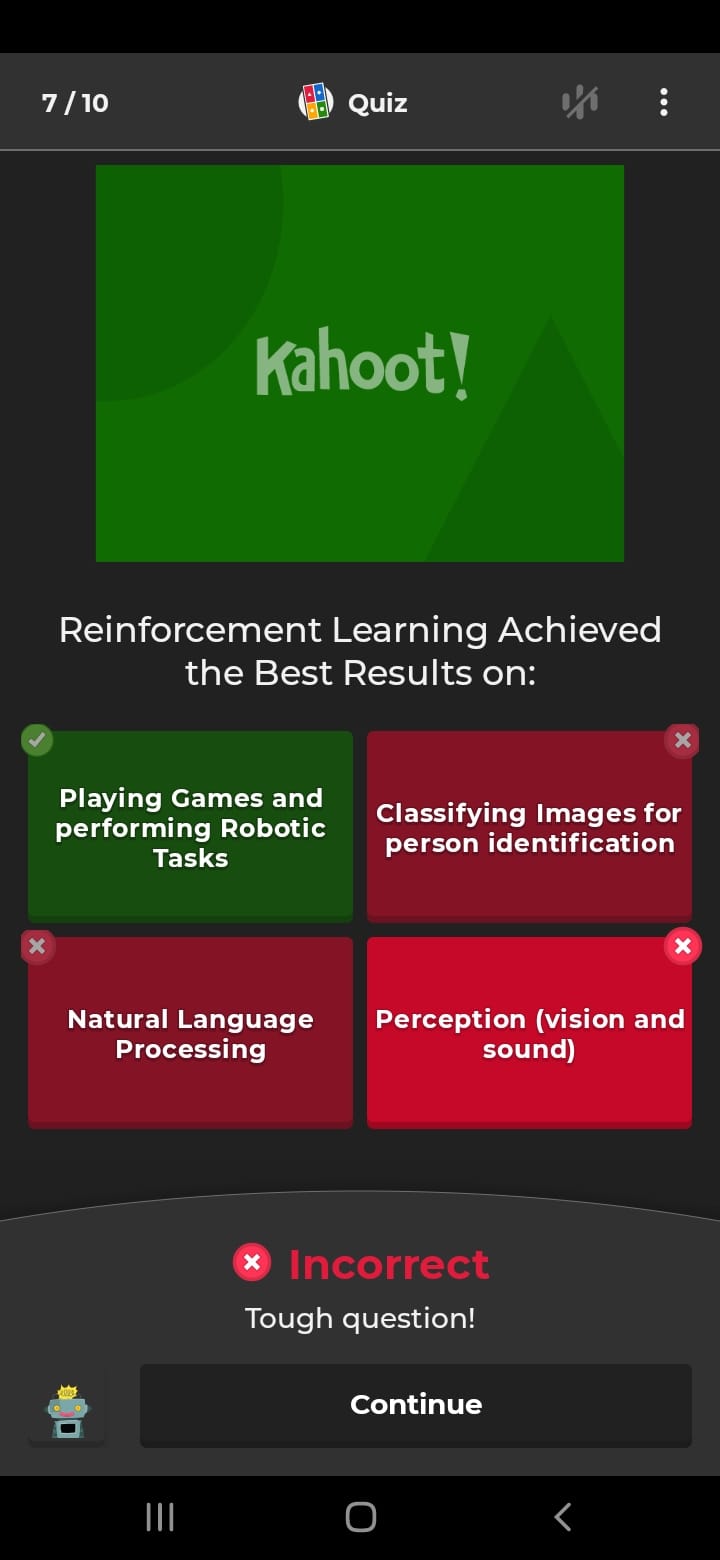 7 / 10
Quiz
Kahoot!
Reinforcement Learning Achieved
the Best Results on:
Playing Games and
performing Robotic
Tasks
Classifying Images for
person identification
Natural Language
Processing
Perception (vision and
sound)
Incorrect
Tough question!
Continue